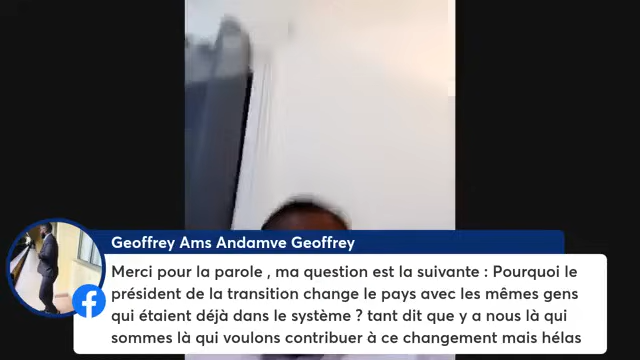 Geoffrey Ams Andamve Geoffrey
Merci pour la parole , ma question est la suivante : Pourquoi le
président de la transition change le pays avec les mêmes gens
qui étaient déjà dans le système ? tant dit que y a nous là qui
sommes là qui voulons contribuer à ce changement mais hélas